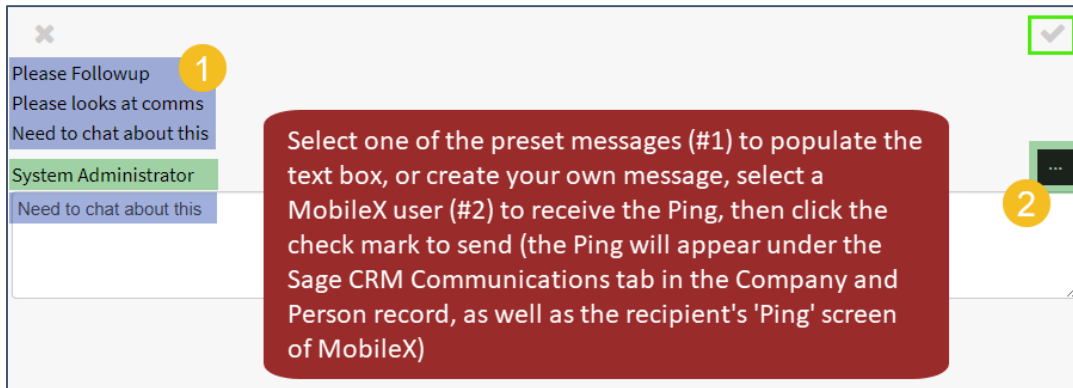 1
Please Followup
Please looks at comms
Need to chat about this
System Administrator
...
Need to chat about this
2
Select one of the preset messages (#1) to populate the
text box, or create your own message, select a
MobileX user (#2) to receive the Ping, then click the
check mark to send (the Ping will appear under the
Sage CRM Communications tab in the Company and
Person record, as well as the recipient's 'Ping' screen
of MobileX)